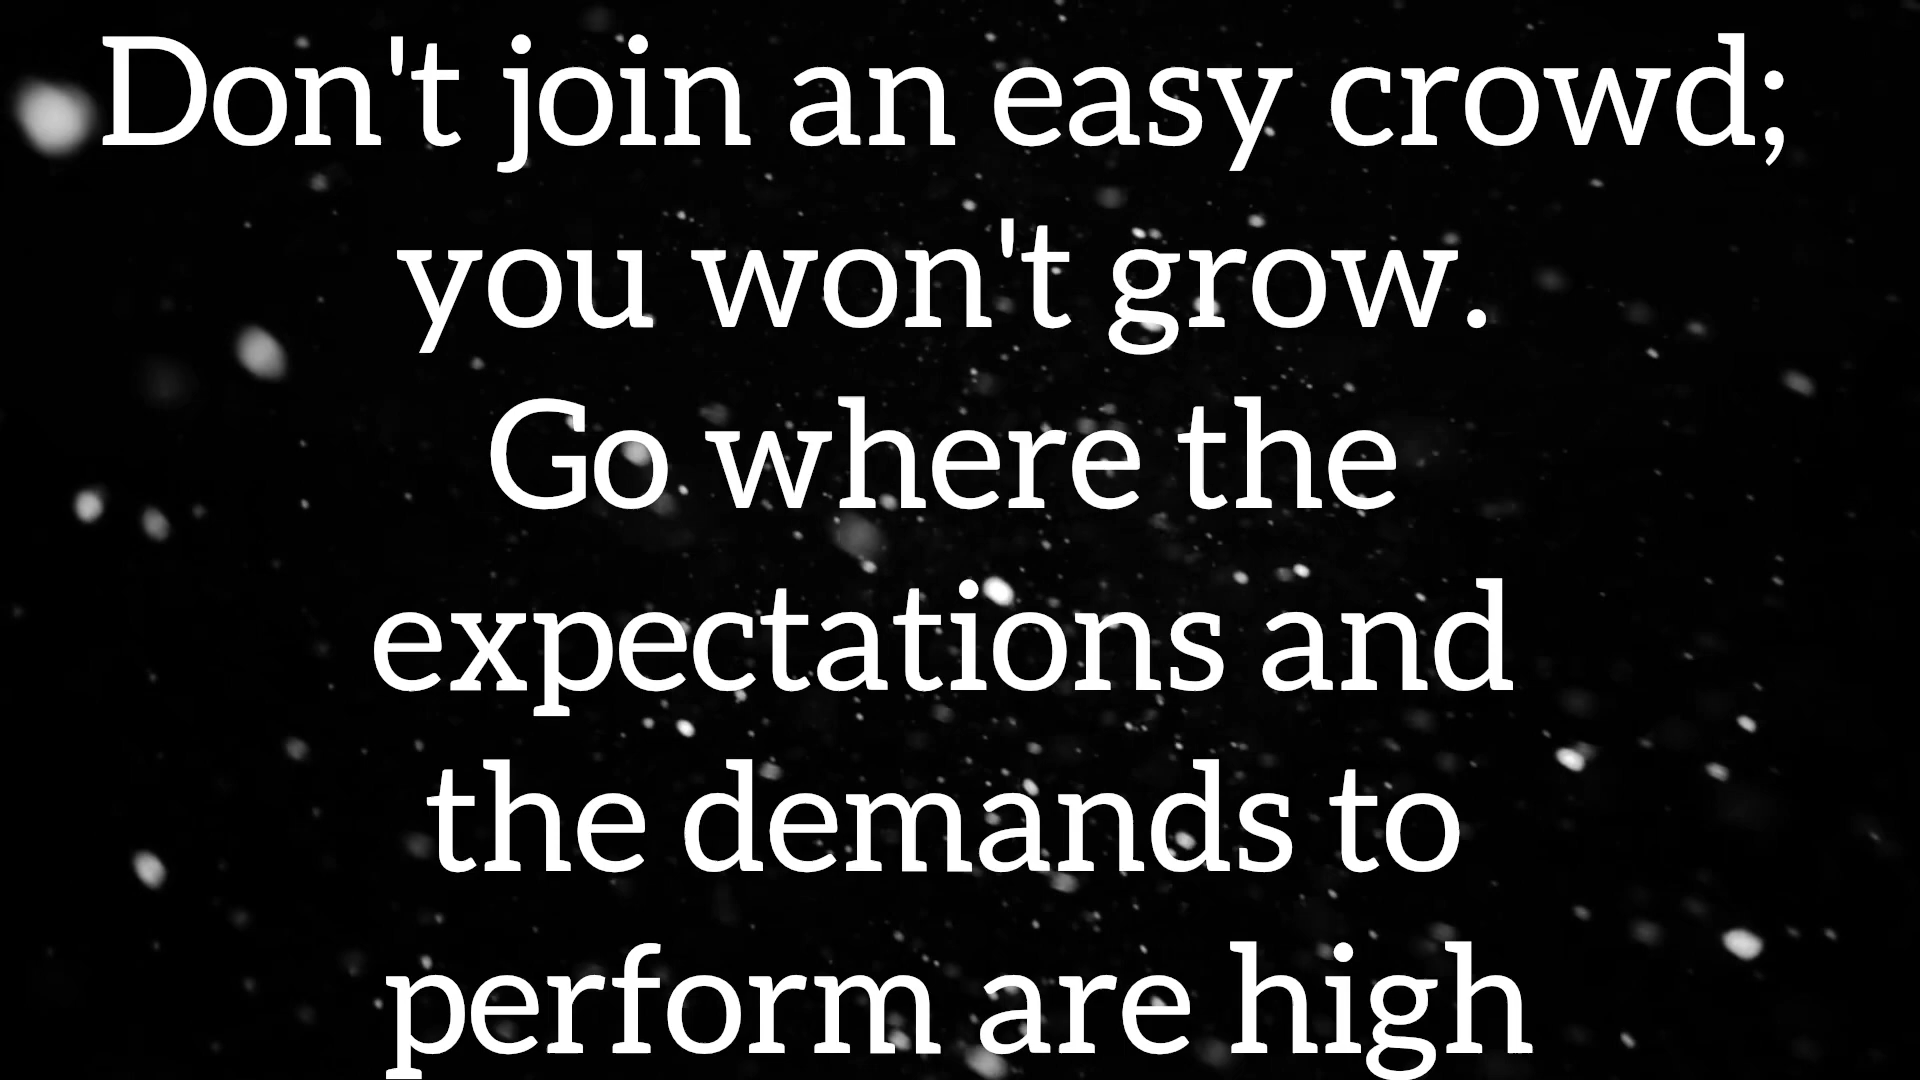 Don't join an easy crowd;
you won't grow.
Go where the
expectations and
the demands to
perform are high